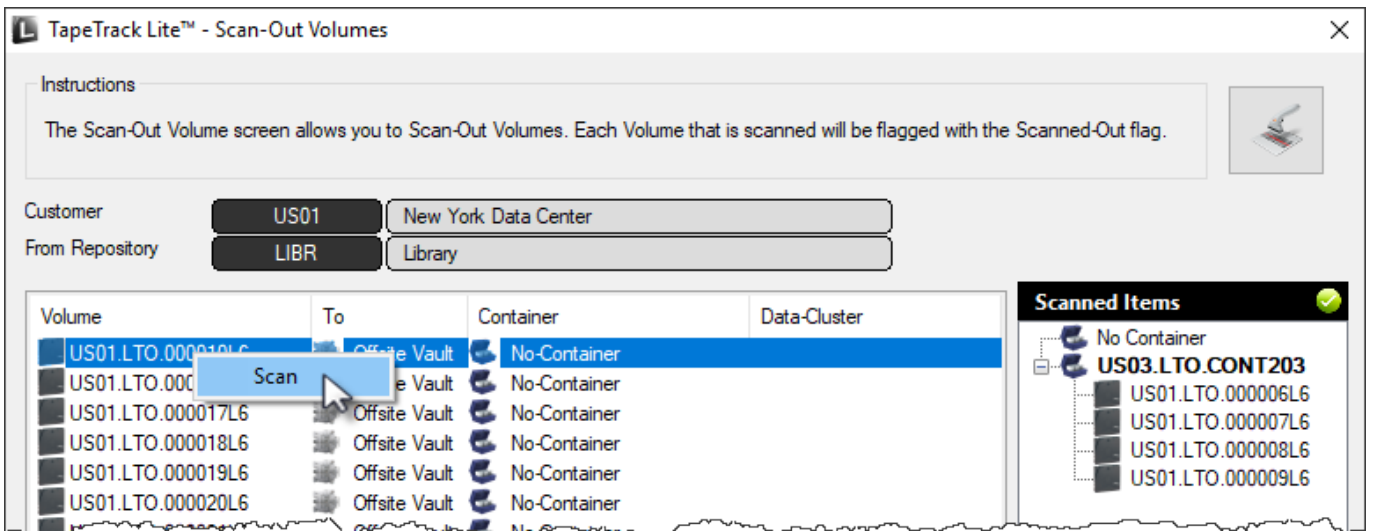 TapeTrack Lite™ - Scan-Out Volumes
Instructions
The Scan-Out Volume screen allows you to Scan-Out Volumes. Each Volume that is scanned will be flagged with the Scanned-Out flag.
Customer US01 New York Data Center
From Repository LIBR Library
Volume To Container Data-Cluster
Offsite Vault No-Container
Scan
US01.LTO.000 Vault No-Container
US01.LTO.000017L6 Offsite Vault No-Container
US01.LTO.000018L6 Offsite Vault No-Container
US01.LTO.000019L6 Offsite Vault No-Container
US01.LTO.000020L6 Offsite Vault No-Container
Scanned Items
No Container
US03.LTO.CONT203
US01.LTO.000006L6
US01.LTO.000007L6
US01.LTO.000008L6
US01.LTO.000009L6